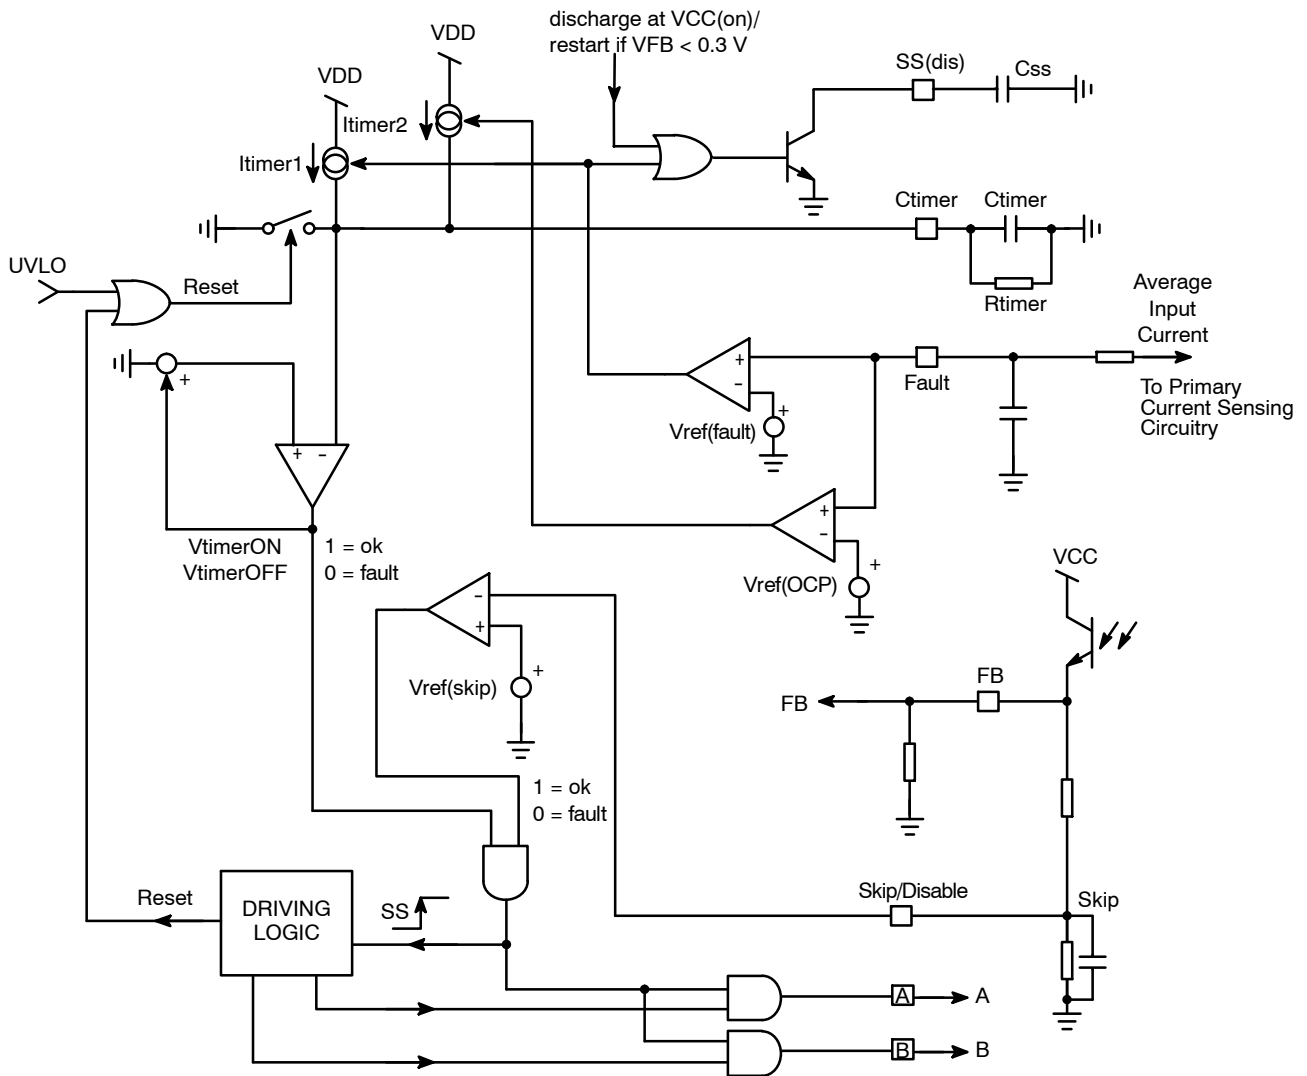 discharge at VCC(on)/
restart if VFB < 0.3 V
VDD
VDD
SS(dis)
Css
Itimer2
Itimer1
Ctimer
Ctimer
UVLO
Reset
Rtimer
Average
Input
Current
+
+
-
Fault
To Primary
Current Sensing
Circuitry
+
Vref(fault)
+ -
+
-
VtimerON
VtimerOFF
1 = ok
0 = fault
+
Vref(OCP)
VCC
-
+
+
Vref(skip)
FB
FB
1 = ok
0 = fault
Skip/Disable
Skip
Reset
DRIVING
LOGIC
SS
A
A
B
B